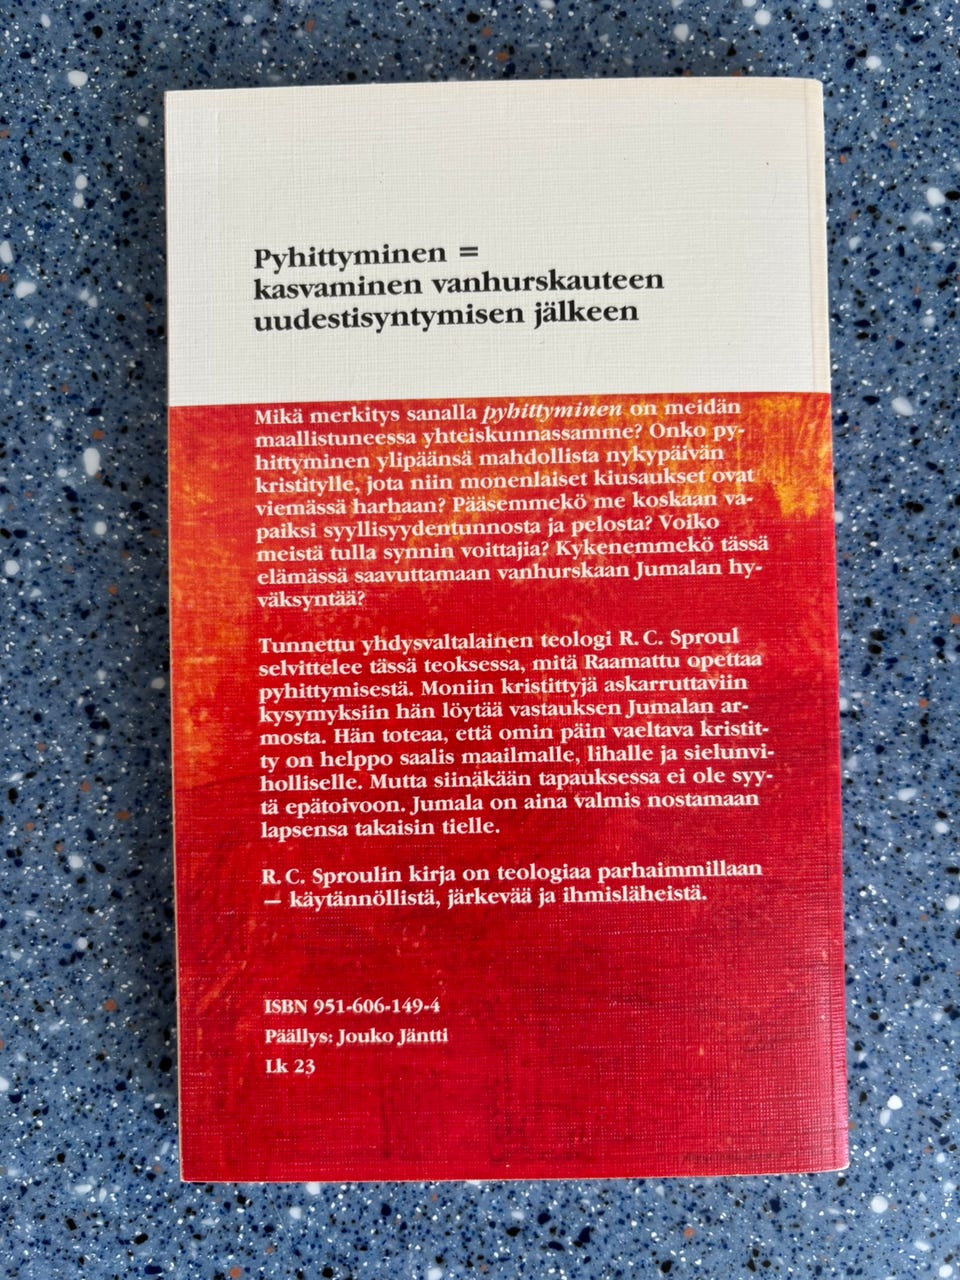 Pyhittyminen =
kasvaminen vanhurskauteen
uudestisyntymisen jälkeen
Mikä merkitys sanalla pyhittyminen on meidän
maallistuneessa yhteiskunnassamme? Onko py-
hittyminen ylipäänsä mahdollista nykypäivän
kristitylle, jota niin monenlaiset kiusaukset ovat
viemässä harhaan? Pääsemmekö me koskaan va-
paiksi syyllisyydentunnosta ja pelosta? Voiko
meistä tulla synnin voittajia? Kykenemmekö tässä
elämässä saavuttamaan vanhurskaan Jumalan hy-
väksyntää?
Tunnettu yhdysvaltalainen teologi R. C. Sproul
selvittelee tässä teoksessa, mitä Raamattu opettaa
pyhittymisestä. Moniin kristittyjä askarruttaviin
kysymyksiin hän löytää vastauksen Jumalan ar-
mosta. Hän toteaa, että omin päin vaeltava kristit-
ty on helppo saalis maailmalle, lihalle ja sielunvi-
holliselle. Mutta siinäkään tapauksessa ei ole syy-
tä epätoivoon. Jumala on aina valmis nostamaan
lapsensa takaisin tielle.
R. C. Sproulin kirja on teologiaa parhaimmillaan
— käytännöllistä, järkevää ja ihmisläheistä.
ISBN 951-606-149-4
Päällys: Jouko Jäntti
Lk 23